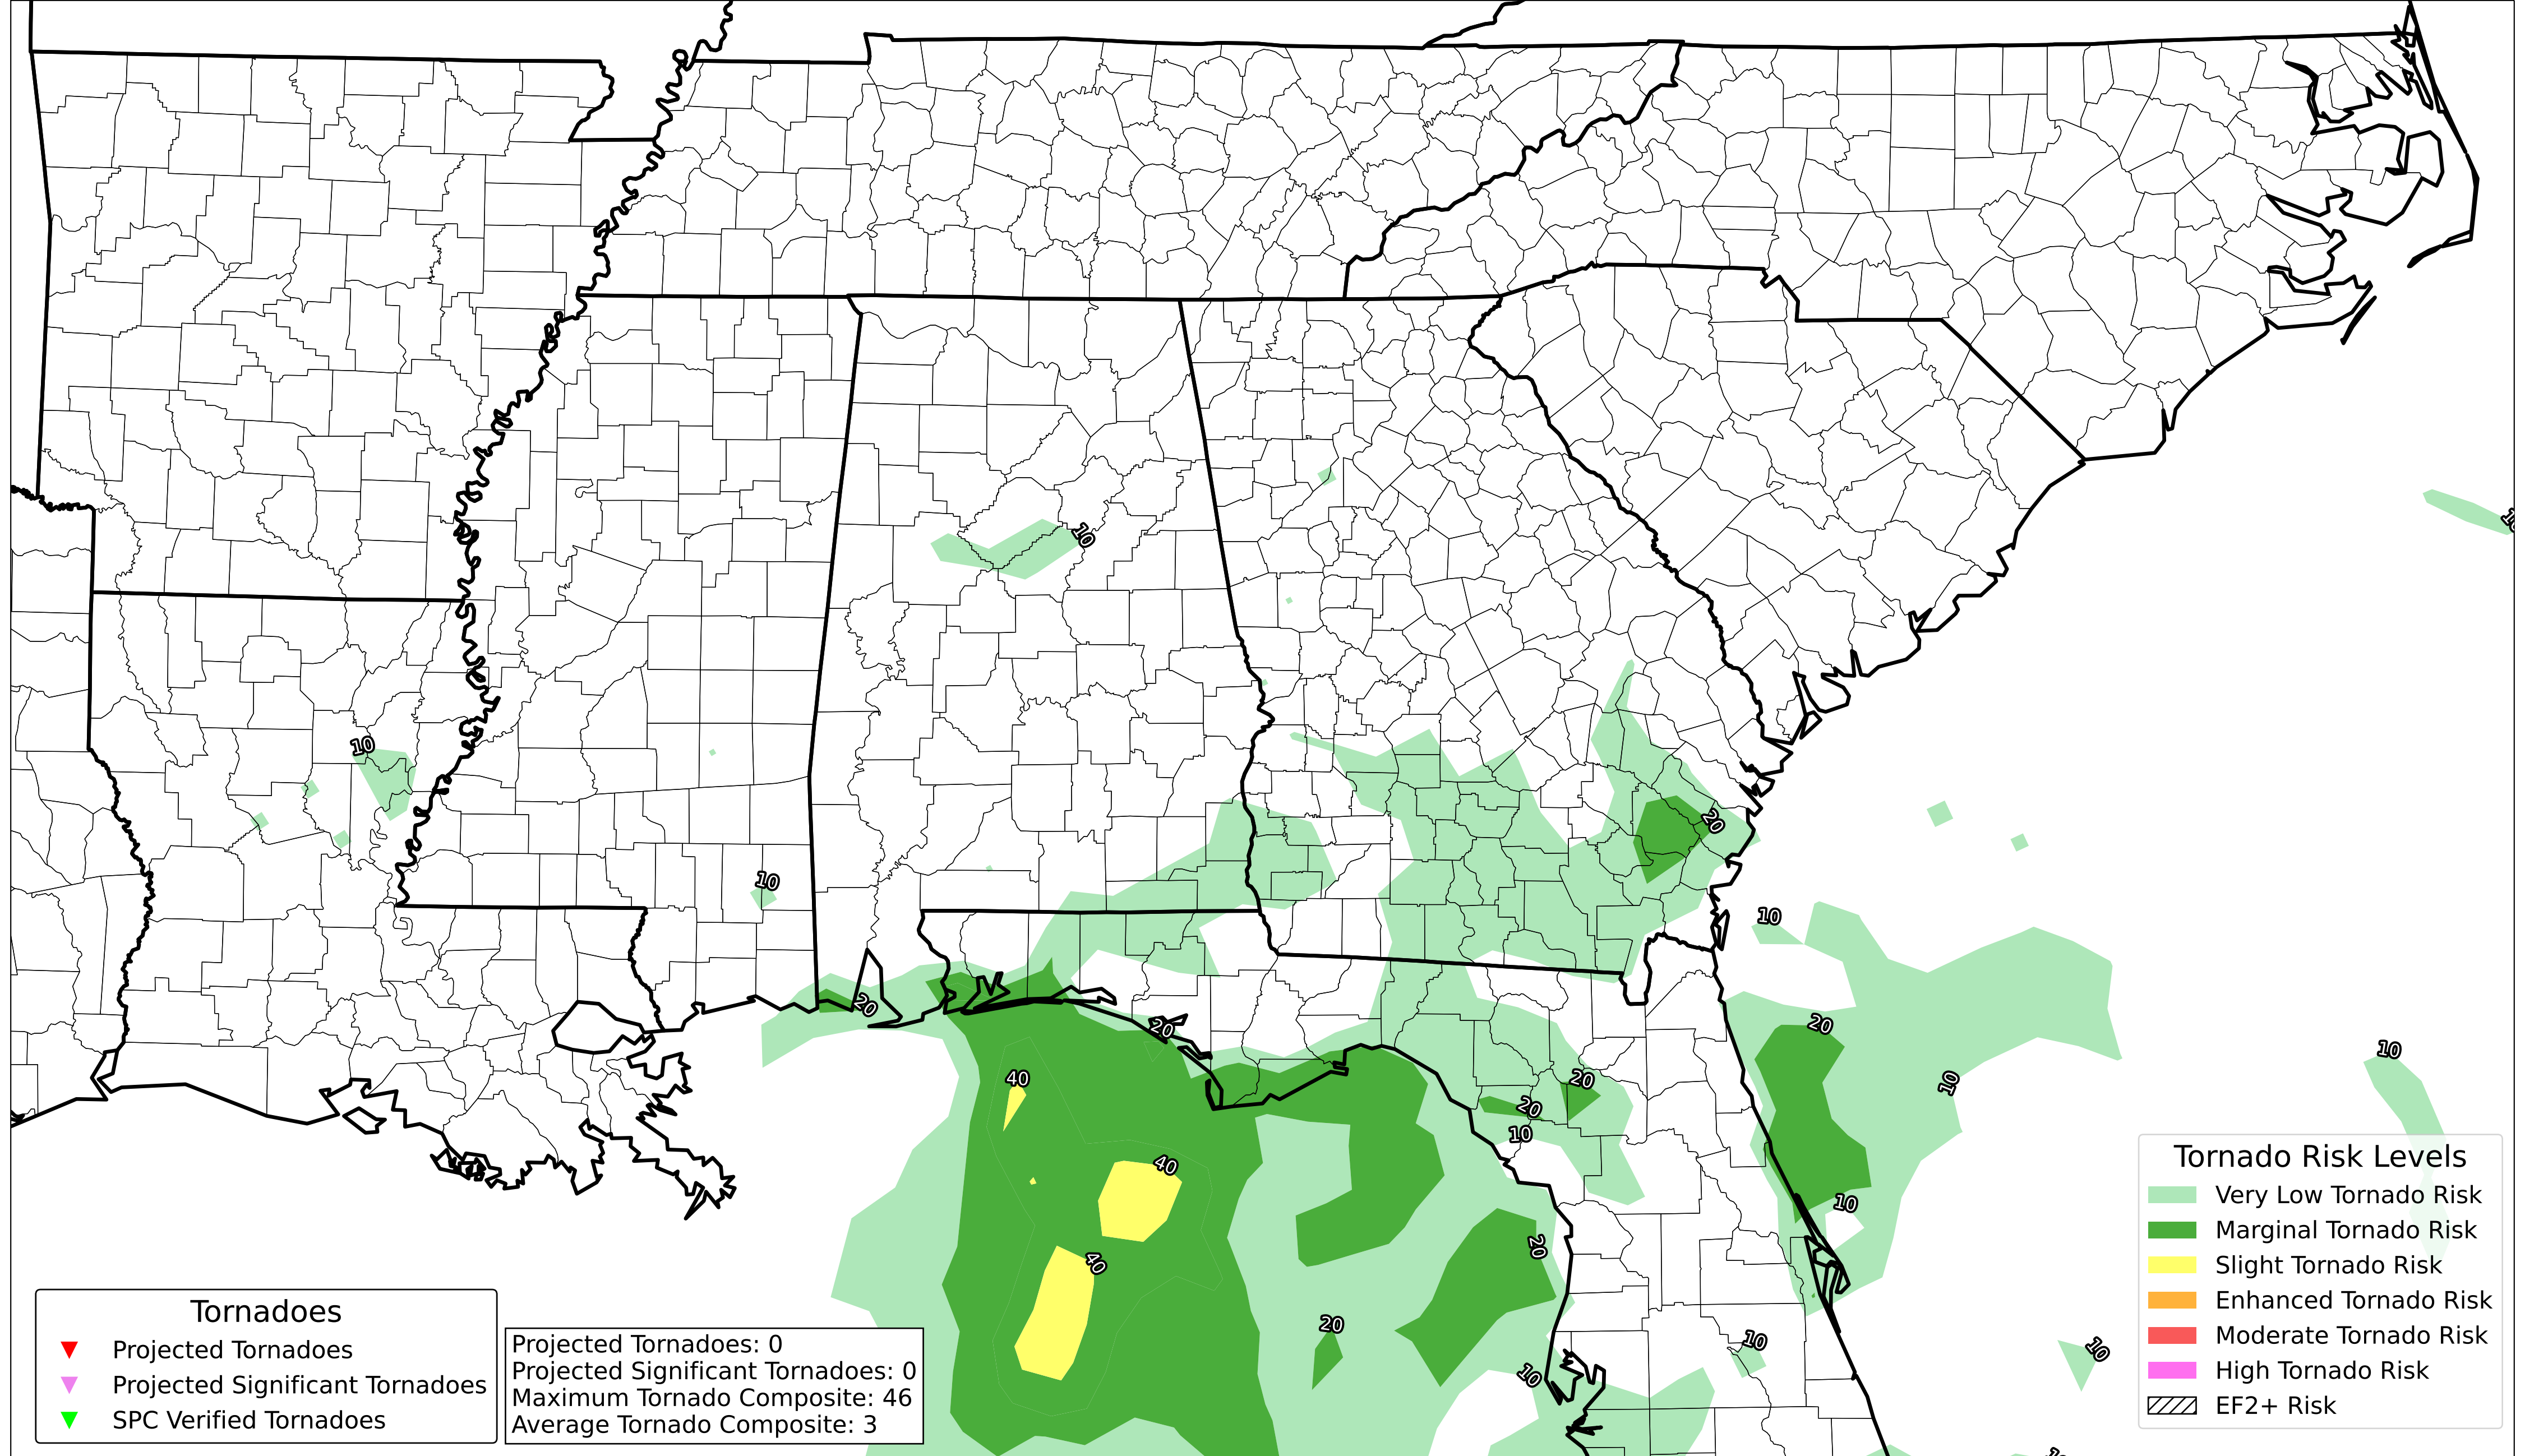 10
10
10
10
20
20
10
20
20
10
40
20
10
20
10
40
10
20
40
20
10
10
10
Tornado Risk Levels
Very Low Tornado Risk
Marginal Tornado Risk
Slight Tornado Risk
Enhanced Tornado Risk
Moderate Tornado Risk
High Tornado Risk
EF2+ Risk
Tornadoes
Projected Tornadoes
Projected Significant Tornadoes
SPC Verified Tornadoes
Projected Tornadoes: 0
Projected Significant Tornadoes: 0
Maximum Tornado Composite: 46
Average Tornado Composite: 3